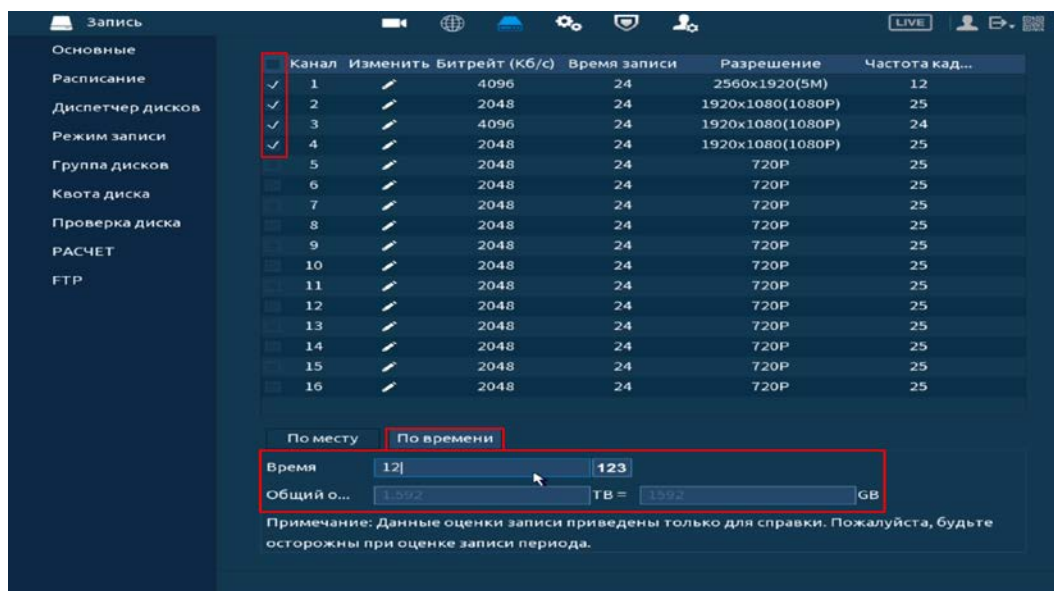 Запись LIVE
Основные
Расписание
Диспетчер дисков
Режим записи
Группа дисков
Квота диска
Проверка диска
РАСЧЕТ
FTP
Канал Изменить Битрейт (Кб/с) Время записи Разрешение Частота кад...
1 4096 24 2560x1920(5M) 12
2 2048 24 1920x1080(1080P) 25
3 4096 24 1920x1080(1080P) 24
4 2048 24 1920x1080(1080P) 25
5 2048 24 720P 25
6 2048 24 720P 25
7 2048 24 720P 25
8 2048 24 720P 25
9 2048 24 720P 25
10 2048 24 720P 25
11 2048 24 720P 25
12 2048 24 720P 25
13 2048 24 720P 25
14 2048 24 720P 25
15 2048 24 720P 25
16 2048 24 720P 25
По месту По времени
Время 12 123
Общий о... 1.592 TB = 1592 GB
Примечание: Данные оценки записи приведены только для справки. Пожалуйста, будьте
осторожны при оценке записи периода.